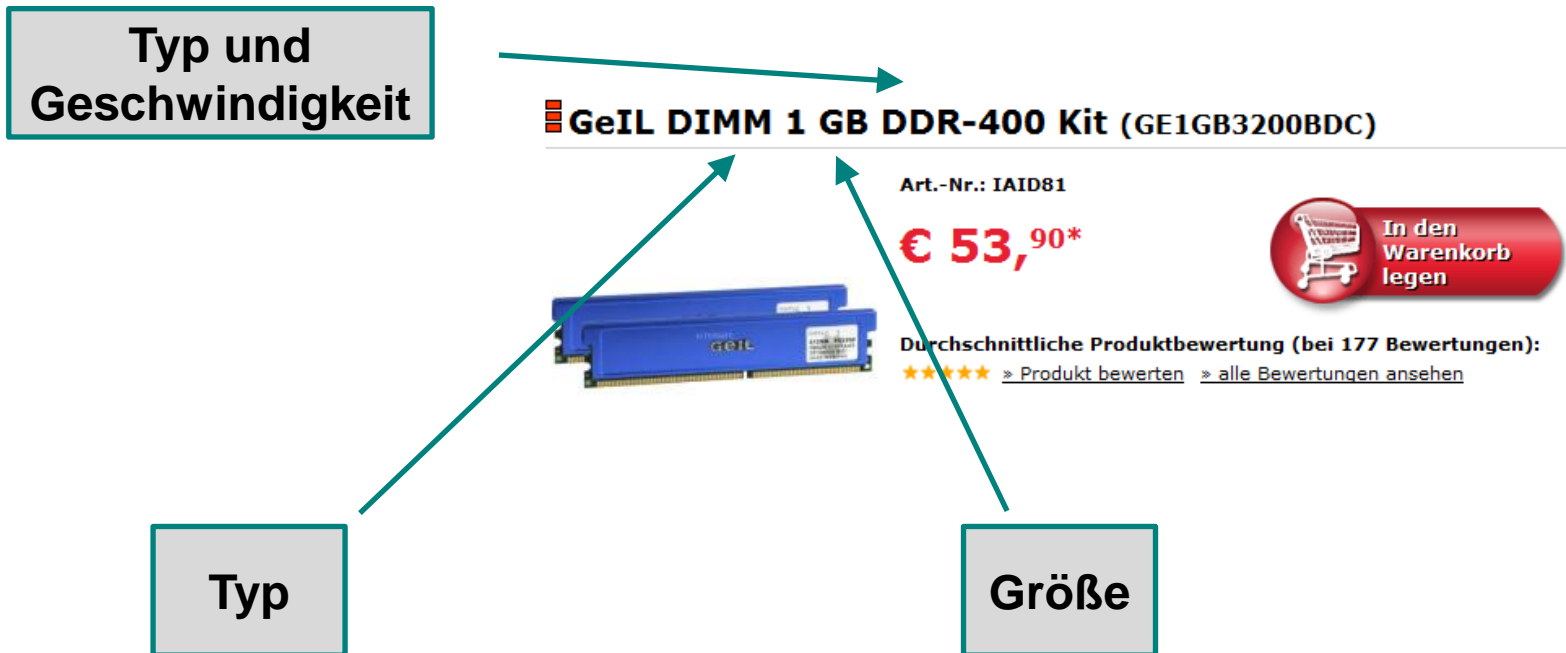 Typ und
Geschwindigkeit
GeIL DIMM 1 GB DDR-400 Kit (GE1GB3200BDC)
Art.-Nr.: IAID81
€ 53,90*
In den
Warenkorb
legen
GeIL
Durchschnittliche Produktbewertung (bei 177 Bewertungen):
» Produkt bewerten » alle Bewertungen ansehen
Typ
Größe